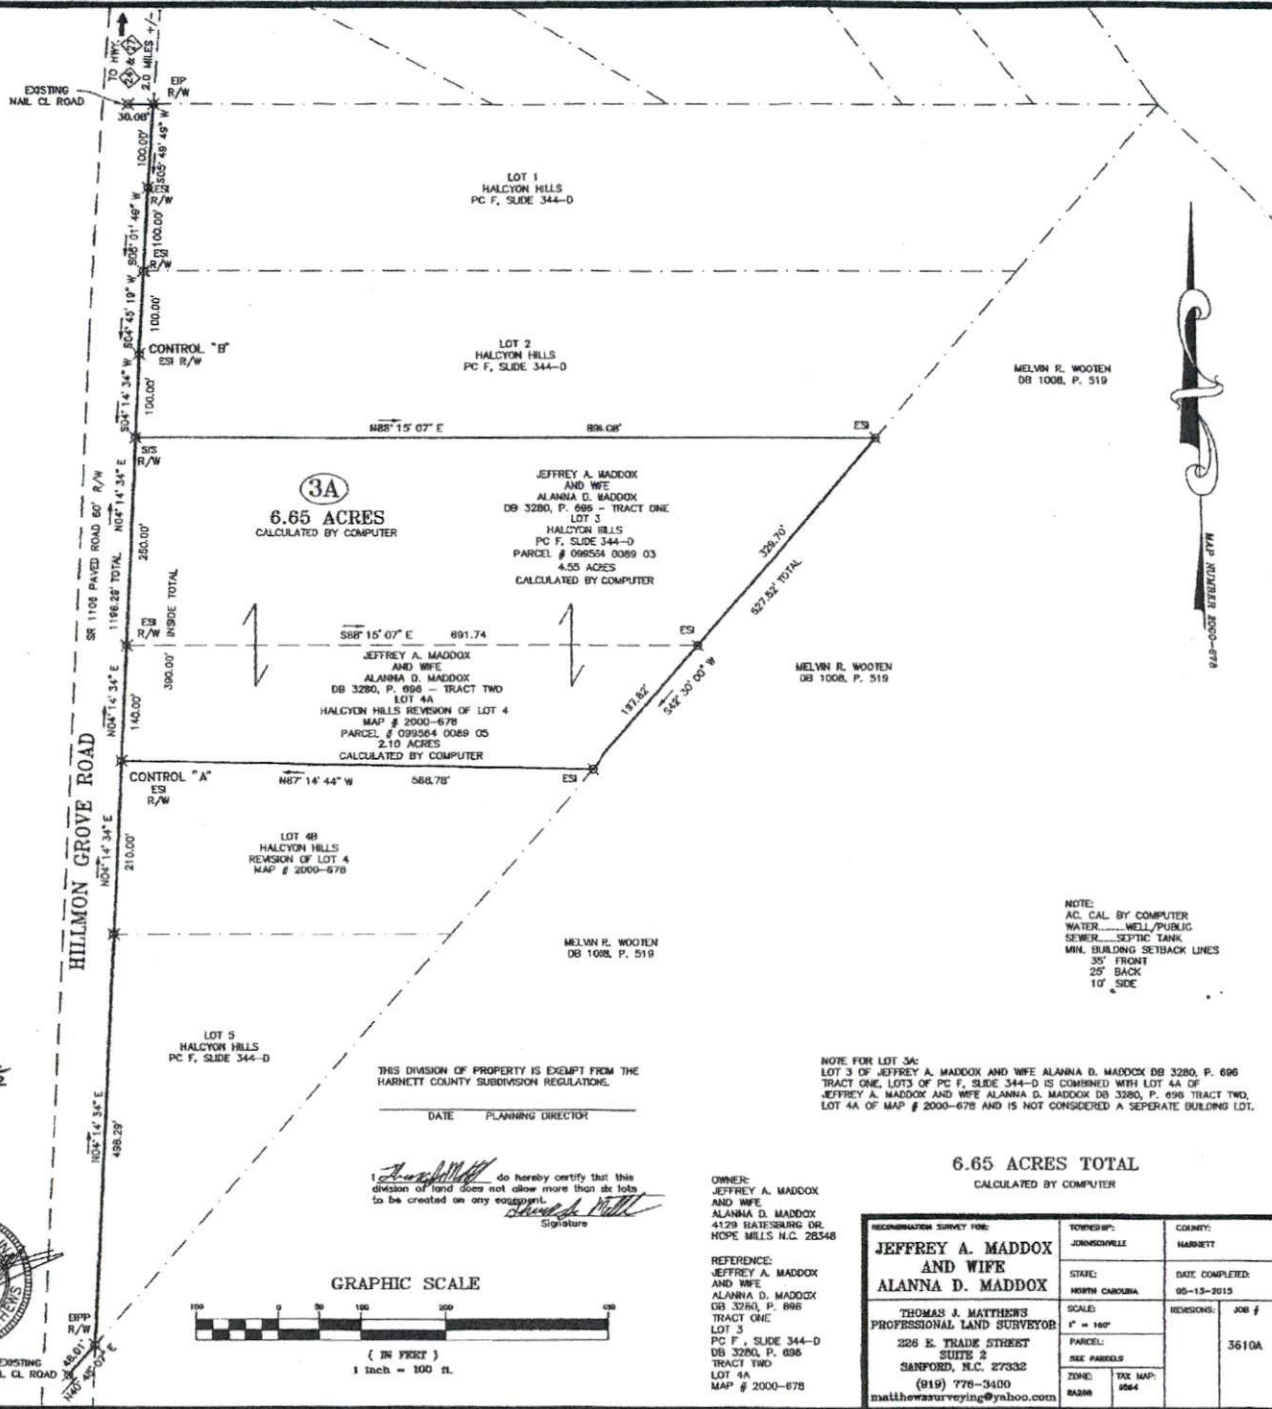 TO HWY.
24 & 27
2.0 MILES +/-
EXISTING
NAIL CL ROAD
EIP
R/W
30.08'
100.00'
S05° 49' 49" W
ESI
R/W
S05° 01' 49" W
100.00'
ESI
R/W
S04° 45' 19" W
100.00'
CONTROL "B"
ESI R/W
S04° 14' 34" W
100.00'
LOT 1
HALCYON HILLS
PC F, SLIDE 344-D
LOT 2
HALCYON HILLS
PC F, SLIDE 344-D
MELVIN R. WOOTEN
DB 1008, P. 519
MAP NUMBER 2000-678
N88° 15' 07" E 896.08'
ESI
SIS
R/W
3A
6.65 ACRES
CALCULATED BY COMPUTER
JEFFREY A. MADDOX
AND WIFE
ALANNA D. MADDOX
DB 3280, P. 696 - TRACT ONE
LOT 3
HALCYON HILLS
PC F, SLIDE 344-D
PARCEL # 099554 0089 03
4.55 ACRES
CALCULATED BY COMPUTER
329.70'
527.52' TOTAL
SR 1106 PAVED ROAD 60' R/W
1198.29' TOTAL
N04° 14' 34" E
250.00'
390.00' INSIDE TOTAL
ESI
R/W
S88° 15' 07" E 691.74
ESI
JEFFREY A. MADDOX
AND WIFE
ALANNA D. MADDOX
DB 3280, P. 696 - TRACT TWO
LOT 4A
HALCYON HILLS REVISION OF LOT 4
MAP # 2000-678
PARCEL # 099564 0089 05
2.10 ACRES
CALCULATED BY COMPUTER
MELVIN R. WOOTEN
DB 1008, P. 519
197.82'
S42° 30' 00" W
N04° 14' 34" E
140.00'
CONTROL "A"
ESI
R/W
N87° 14' 44" W 566.78'
ESI
HILLMON GROVE ROAD
N04° 14' 34" E
210.00'
LOT 4B
HALCYON HILLS
REVISION OF LOT 4
MAP # 2000-678
MELVIN R. WOOTEN
DB 1008, P. 519
NOTE:
AC. CAL. BY COMPUTER
WATER........WELL/PUBLIC
SEWER......SEPTIC TANK
MIN. BUILDING SETBACK LINES
35' FRONT
25' BACK
10' SIDE
LOT 5
HALCYON HILLS
PC F, SLIDE 344-D
N04° 14' 34" E
498.29'
THIS DIVISION OF PROPERTY IS EXEMPT FROM THE
HARNETT COUNTY SUBDIVISION REGULATIONS.
DATE PLANNING DIRECTOR
I do hereby certify that this
division of land does not allow more than six lots
to be created on any easement.
Signature
NOTE FOR LOT 3A:
LOT 3 OF JEFFREY A. MADDOX AND WIFE ALANNA D. MADDOX DB 3280, P. 696
TRACT ONE, LOT3 OF PC F, SLIDE 344-D IS COMBINED WITH LOT 4A OF
JEFFREY A. MADDOX AND WIFE ALANNA D. MADDOX DB 3280, P. 696 TRACT TWO,
LOT 4A OF MAP # 2000-678 AND IS NOT CONSIDERED A SEPERATE BUILDING LOT.
6.65 ACRES TOTAL
CALCULATED BY COMPUTER
OWNER:
JEFFREY A. MADDOX
AND WIFE
ALANNA D. MADDOX
4129 BATESBURG DR.
HOPE MILLS N.C. 28348
REFERENCE:
JEFFREY A. MADDOX
AND WIFE
ALANNA D. MADDOX
DB 3280, P. 696
TRACT ONE
LOT 3
PC F , SLIDE 344-D
DB 3280, P. 696
TRACT TWO
LOT 4A
MAP # 2000-678
GRAPHIC SCALE
100 0 50 100 200 400
( IN FEET )
1 inch = 100 ft.
EIPP
R/W
48.01'
EXISTING
CL ROAD
MATTHEWS
RECOMBINATION SURVEY FOR:
JEFFREY A. MADDOX
AND WIFE
ALANNA D. MADDOX
THOMAS J. MATTHEWS
PROFESSIONAL LAND SURVEYOR
226 E. TRADE STREET
SUITE 2
SANFORD, N.C. 27332
(919) 776-3400
matthewssurveying@yahoo.com
TOWNSHIP:
JOHNSONVILLE
COUNTY:
HARNETT
STATE:
NORTH CAROLINA
DATE COMPLETED:
05-13-2015
SCALE:
1" = 100'
REVISIONS:
JOB #
3610A
PARCEL:
SEE PARCELS
ZONE:
RA20R
TAX MAP:
9564